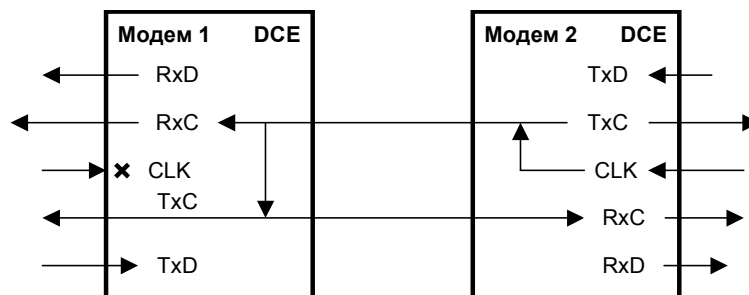 Модем 1 DCE
RxD
RxC
CLK
TxC
TxD
Модем 2 DCE
TxD
TxC
CLK
RxC
RxD